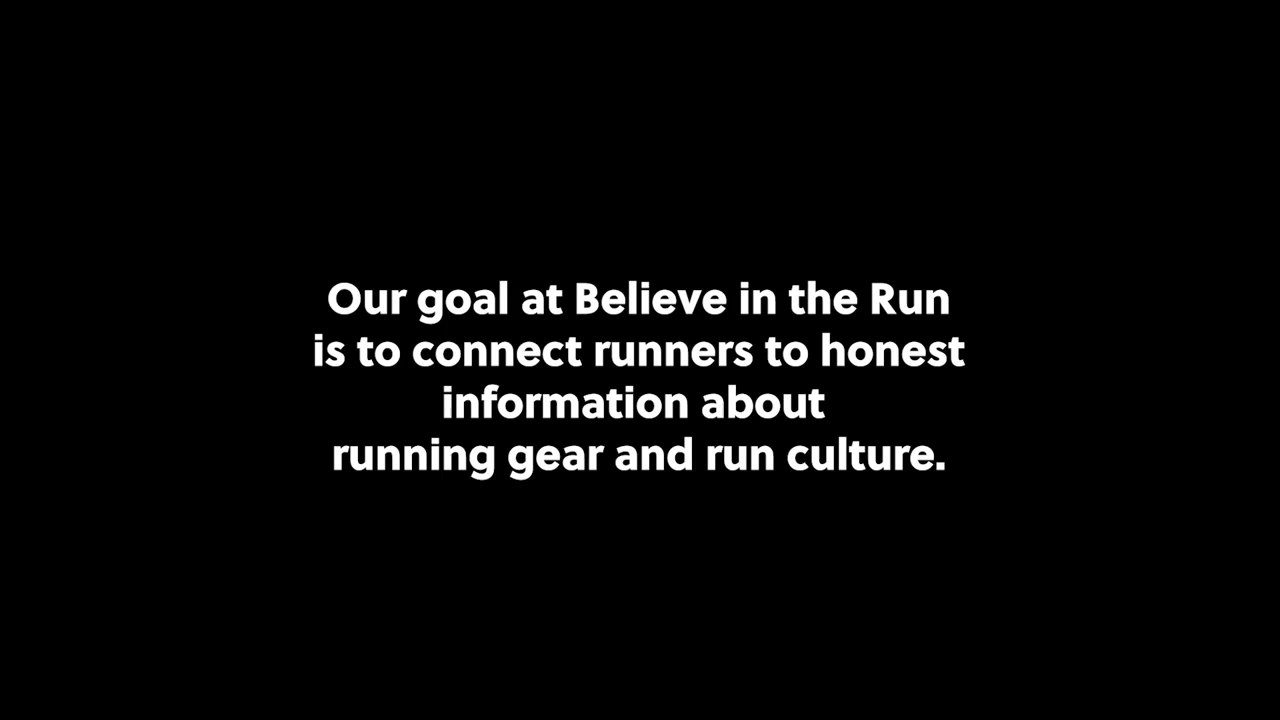 Our goal at Believe in the Run
is to connect runners to honest
information about
running gear and run culture.